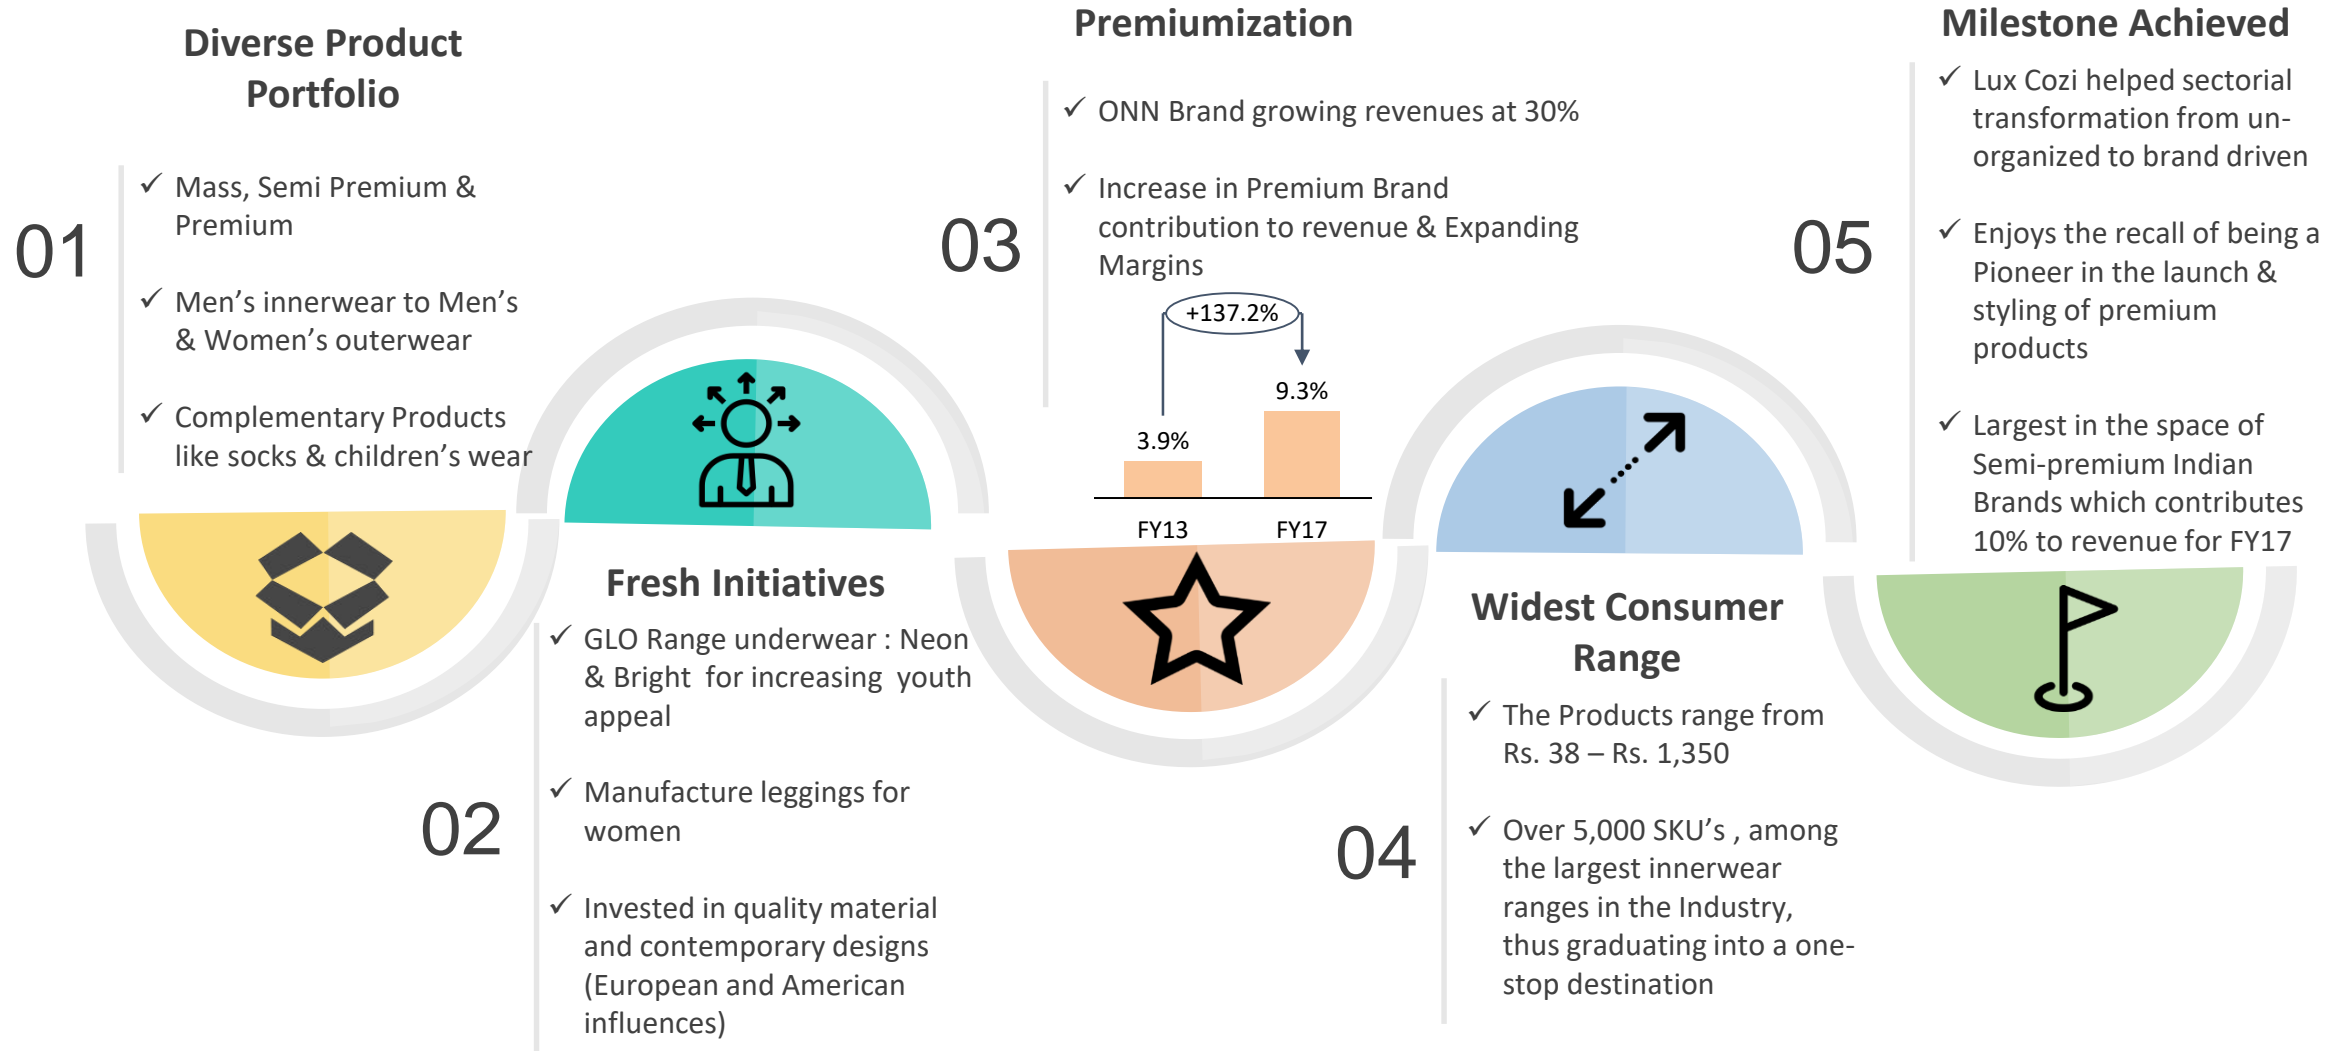 Diverse Product
Portfolio
01
✓ Mass, Semi Premium &
Premium
✓ Men’s innerwear to Men’s
& Women’s outerwear
✓ Complementary Products
like socks & children’s wear
Fresh Initiatives
02
✓ GLO Range underwear : Neon
& Bright for increasing youth
appeal
✓ Manufacture leggings for
women
✓ Invested in quality material
and contemporary designs
(European and American
influences)
Premiumization
03
✓ ONN Brand growing revenues at 30%
✓ Increase in Premium Brand
contribution to revenue & Expanding
Margins
+137.2%
9.3%
3.9%
FY13 FY17
Widest Consumer
Range
04
✓ The Products range from
Rs. 38 – Rs. 1,350
✓ Over 5,000 SKU’s , among
the largest innerwear
ranges in the Industry,
thus graduating into a one-
stop destination
Milestone Achieved
05
✓ Lux Cozi helped sectorial
transformation from un-
organized to brand driven
✓ Enjoys the recall of being a
Pioneer in the launch &
styling of premium
products
✓ Largest in the space of
Semi-premium Indian
Brands which contributes
10% to revenue for FY17